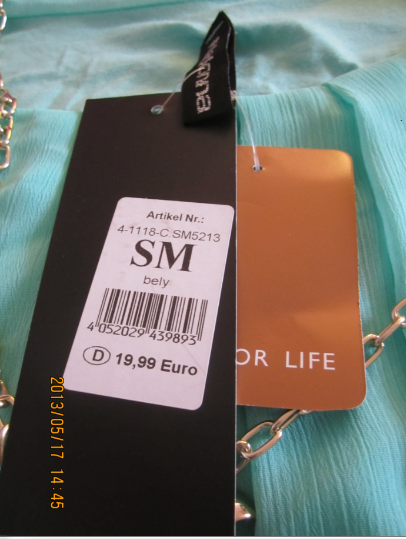 Artikel Nr.:
4-1118-C.SM5213
SM
bely
4 052029 439893
D 19,99 Euro
OR LIFE
2013/05/17 14:45